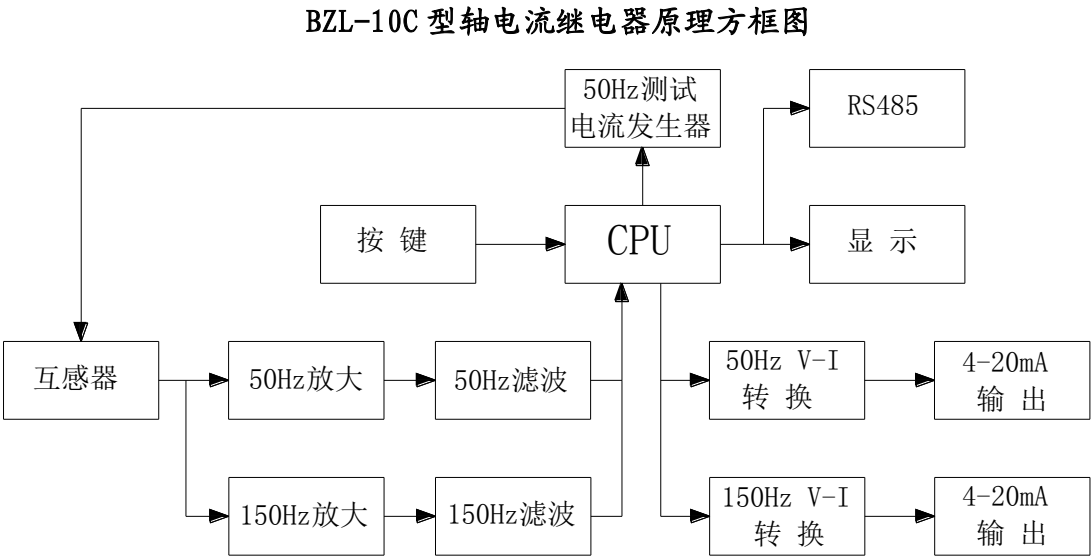 BZL-10C 型轴电流继电器原理方框图
50Hz测试
电流发生器
RS485
按 键
CPU
显 示
互感器
50Hz放大
50Hz滤波
50Hz V-I
转 换
4-20mA
输 出
150Hz放大
150Hz滤波
150Hz V-I
转 换
4-20mA
输 出